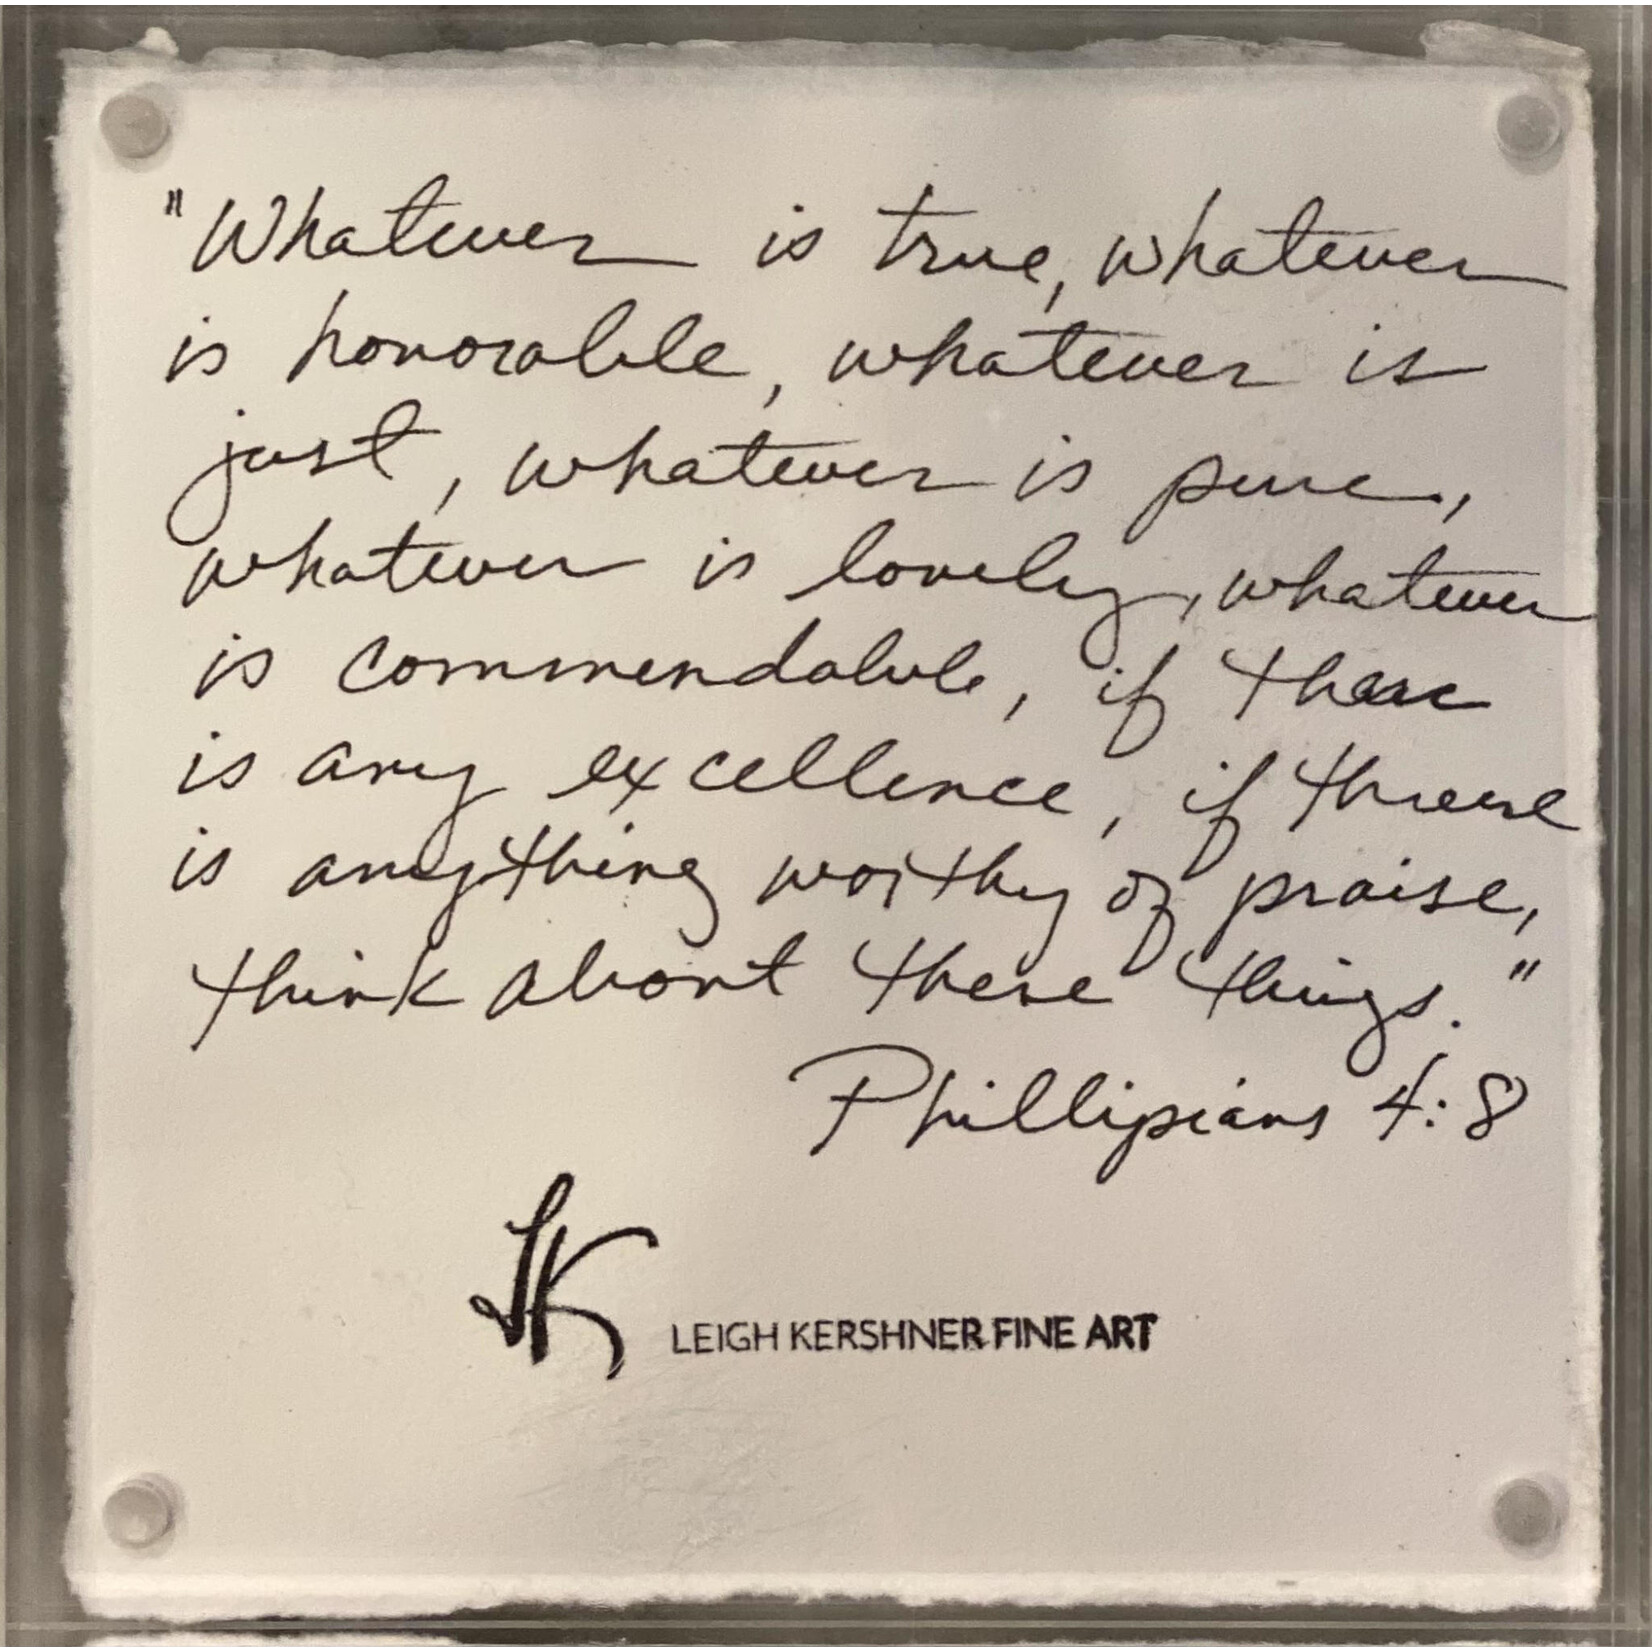 "Whatever is true, whatever
is honorable, whatever is
just, whatever is pure,
whatever is lovely, whatever
is commendable, if there
is any excellence, if there
is anything worthy of praise,
think about these things."
Phillipians 4:8
LK LEIGH KERSHNER FINE ART